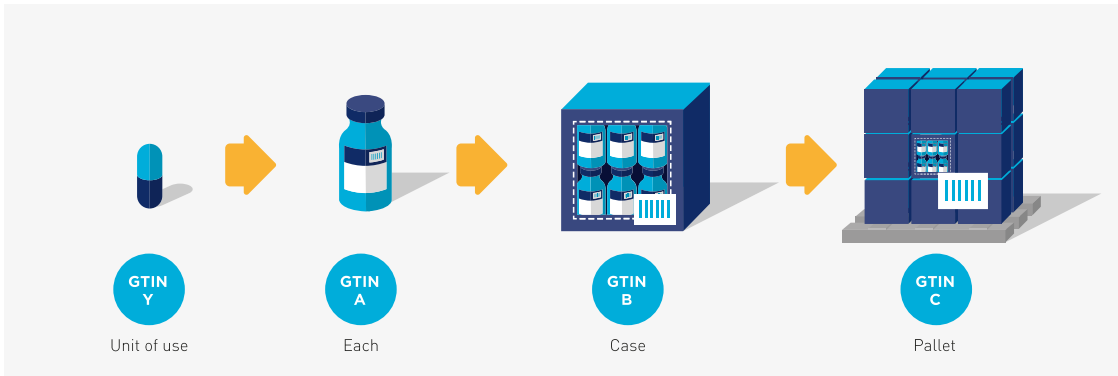 GTIN
Y
Unit of use
GTIN
A
Each
GTIN
B
Case
GTIN
C
Pallet